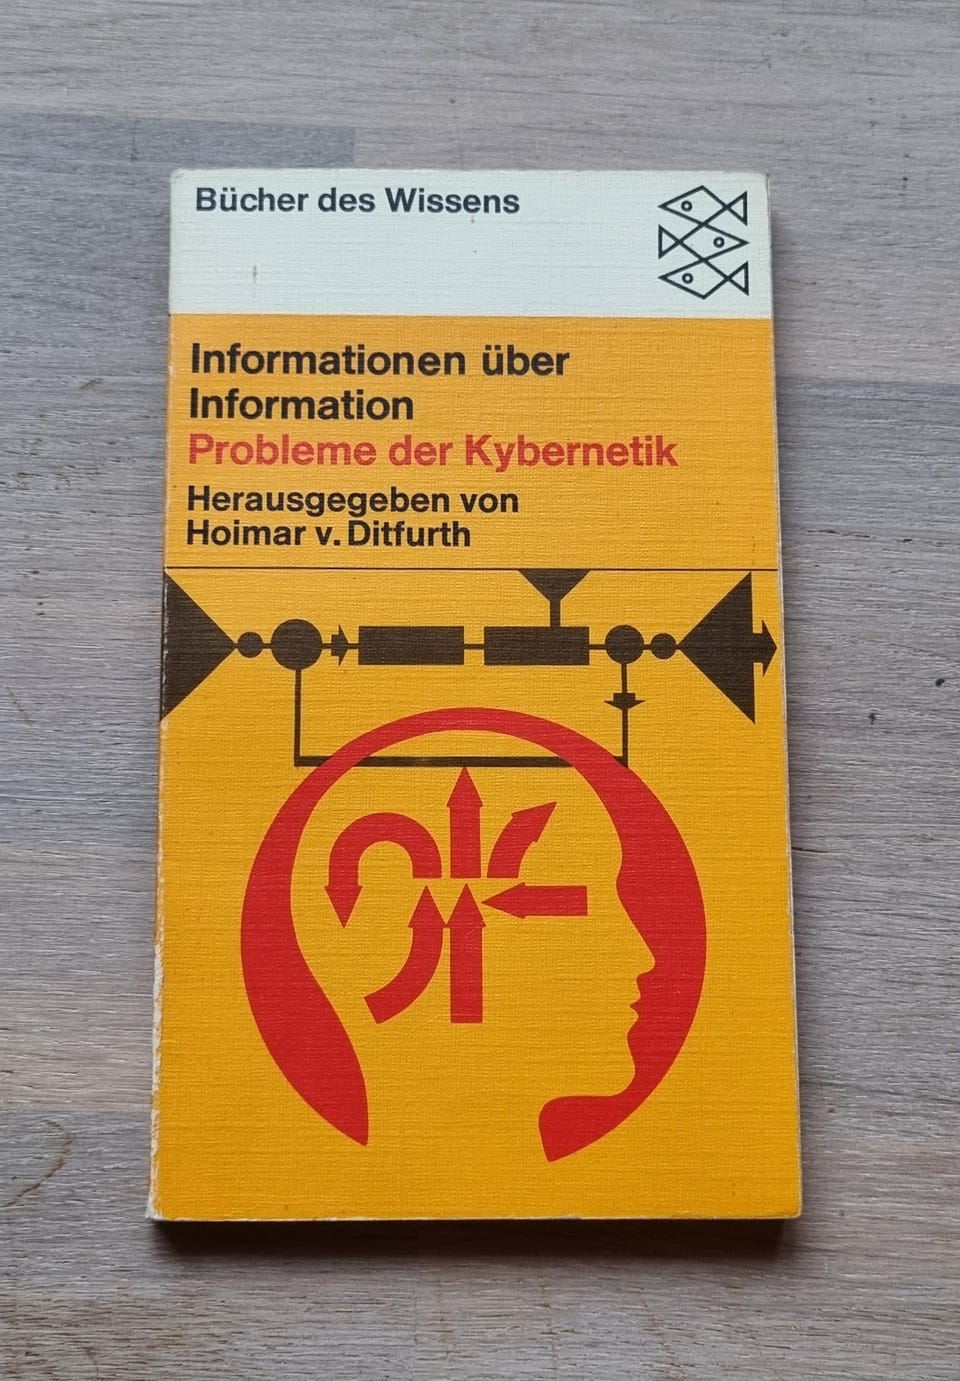 Bücher des Wissens
Informationen über
Information
Probleme der Kybernetik
Herausgegeben von
Hoimar v. Ditfurth